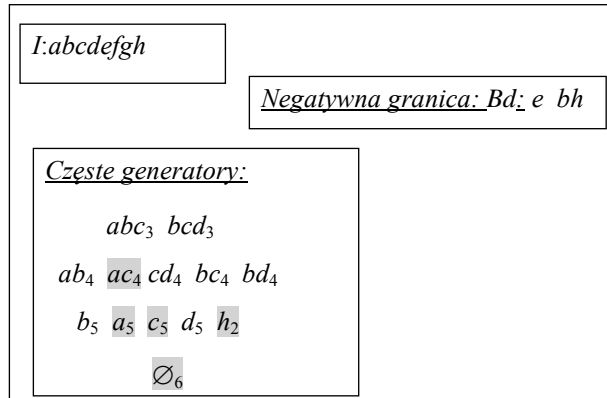 I:abcdefgh
Negatywna granica: Bd: e bh
Częste generatory:
abc₃ bcd₃
ab₄ ac₄ cd₄ bc₄ bd₄
b₅ a₅ c₅ d₅ h₂
∅₆